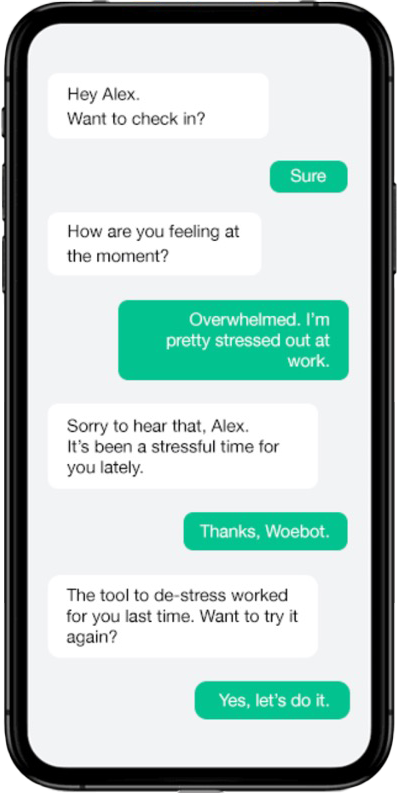 Hey Alex.
Want to check in?
Sure
How are you feeling at
the moment?
Overwhelmed. I'm
pretty stressed out at
work.
Sorry to hear that, Alex.
It's been a stressful time for
you lately.
Thanks, Woebot.
The tool to de-stress worked
for you last time. Want to try it
again?
Yes, let's do it.